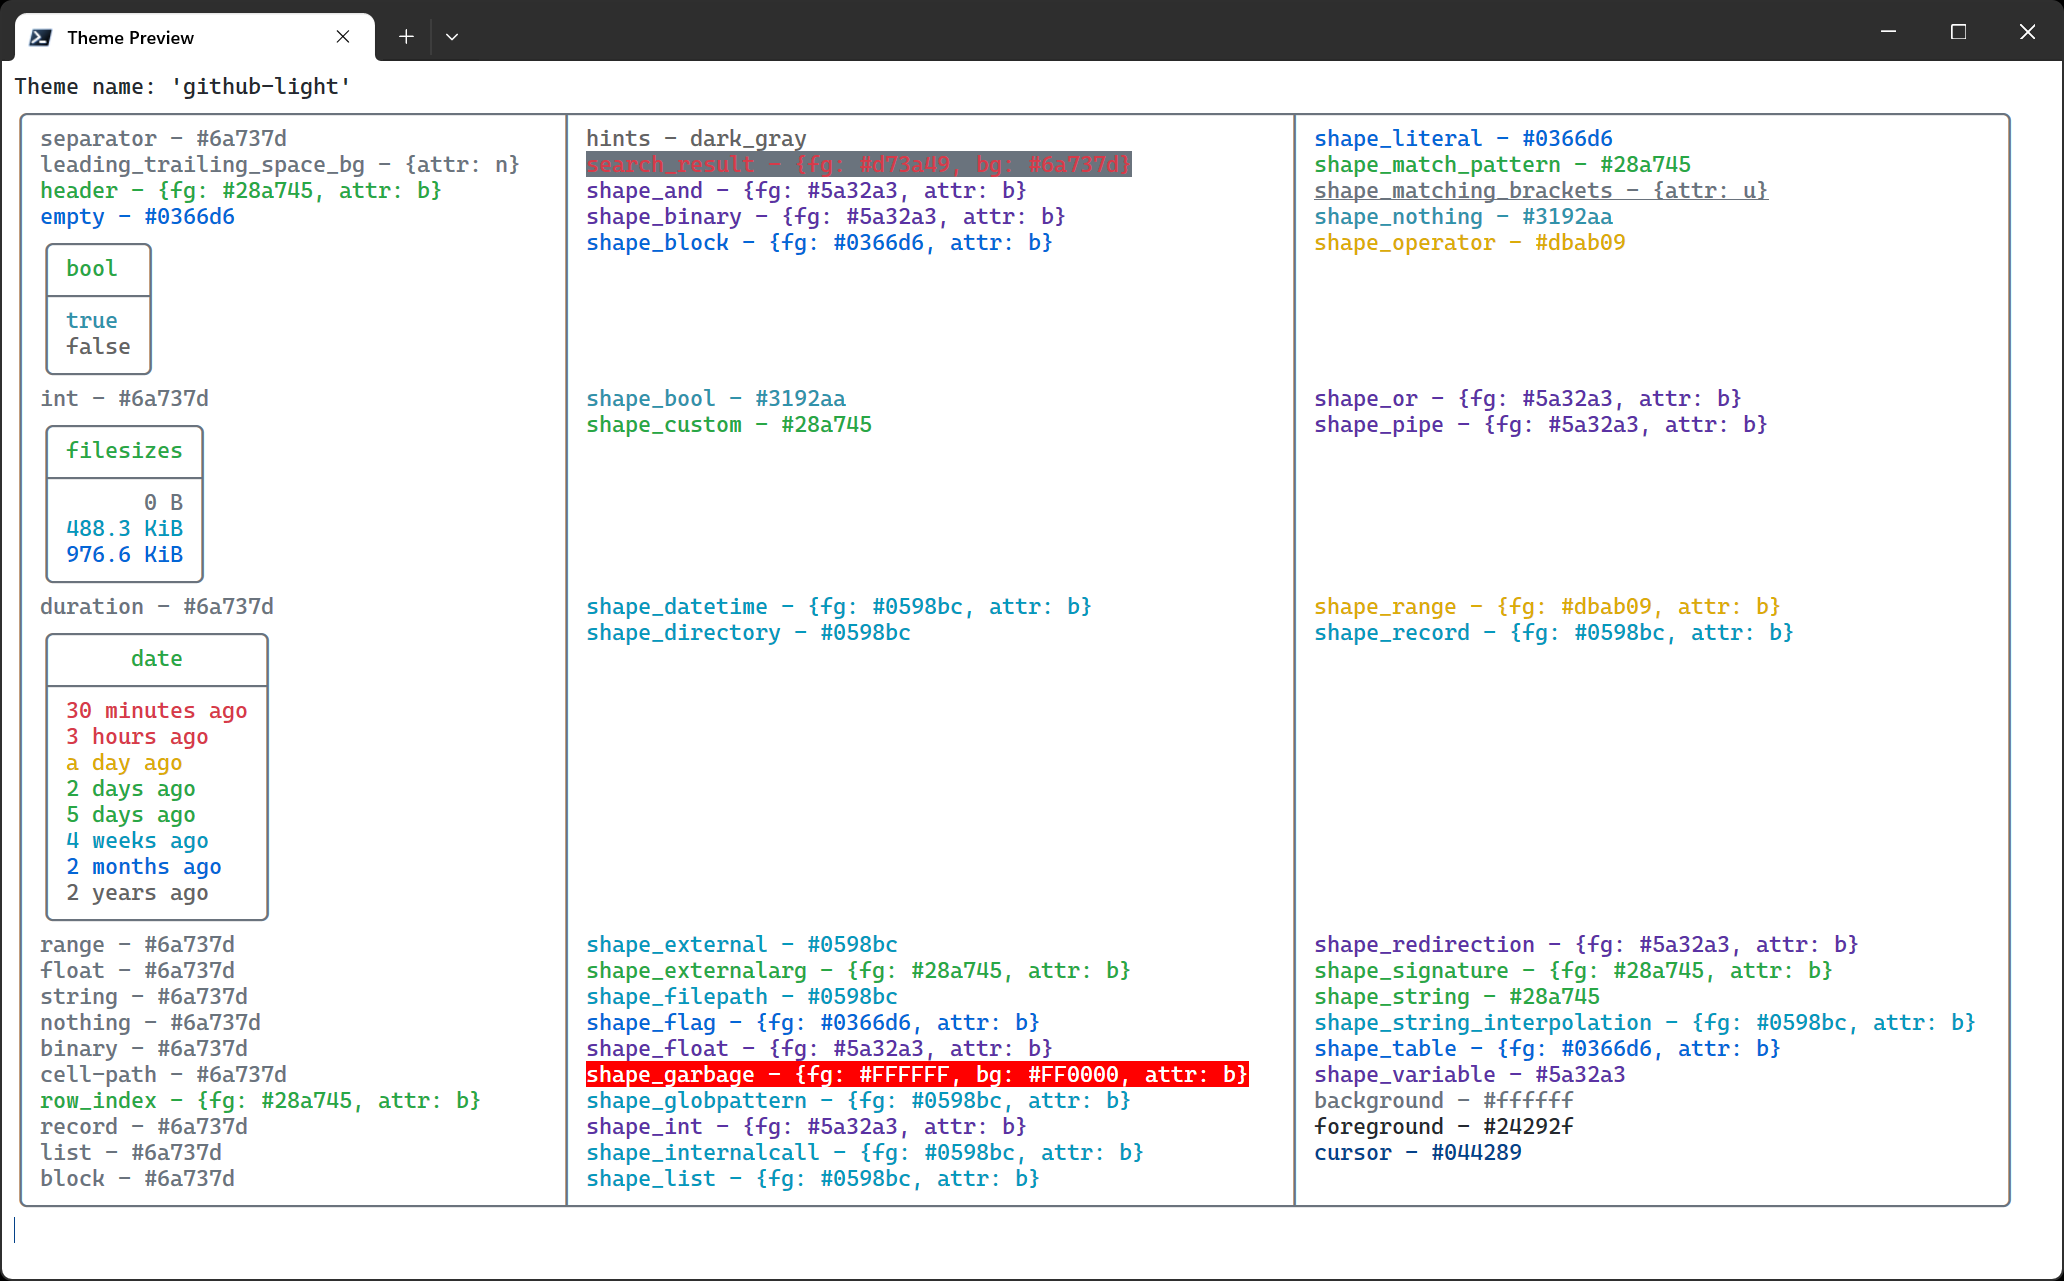 Theme Preview
Theme name: 'github-light'
separator - #6a737d
leading_trailing_space_bg - {attr: n}
header - {fg: #28a745, attr: b}
empty - #0366d6
bool
true
false
int - #6a737d
filesizes
0 B
488.3 KiB
976.6 KiB
duration - #6a737d
date
30 minutes ago
3 hours ago
a day ago
2 days ago
5 days ago
4 weeks ago
2 months ago
2 years ago
range - #6a737d
float - #6a737d
string - #6a737d
nothing - #6a737d
binary - #6a737d
cell-path - #6a737d
row_index - {fg: #28a745, attr: b}
record - #6a737d
list - #6a737d
block - #6a737d
hints - dark_gray
search_result - {fg: #d73a49, bg: #6a737d}
shape_and - {fg: #5a32a3, attr: b}
shape_binary - {fg: #5a32a3, attr: b}
shape_block - {fg: #0366d6, attr: b}
shape_bool - #3192aa
shape_custom - #28a745
shape_datetime - {fg: #0598bc, attr: b}
shape_directory - #0598bc
shape_external - #0598bc
shape_externalarg - {fg: #28a745, attr: b}
shape_filepath - #0598bc
shape_flag - {fg: #0366d6, attr: b}
shape_float - {fg: #5a32a3, attr: b}
shape_garbage - {fg: #FFFFFF, bg: #FF0000, attr: b}
shape_globpattern - {fg: #0598bc, attr: b}
shape_int - {fg: #5a32a3, attr: b}
shape_internalcall - {fg: #0598bc, attr: b}
shape_list - {fg: #0598bc, attr: b}
shape_literal - #0366d6
shape_match_pattern - #28a745
shape_matching_brackets - {attr: u}
shape_nothing - #3192aa
shape_operator - #dbab09
shape_or - {fg: #5a32a3, attr: b}
shape_pipe - {fg: #5a32a3, attr: b}
shape_range - {fg: #dbab09, attr: b}
shape_record - {fg: #0598bc, attr: b}
shape_redirection - {fg: #5a32a3, attr: b}
shape_signature - {fg: #28a745, attr: b}
shape_string - #28a745
shape_string_interpolation - {fg: #0598bc, attr: b}
shape_table - {fg: #0366d6, attr: b}
shape_variable - #5a32a3
background - #ffffff
foreground - #24292f
cursor - #044289